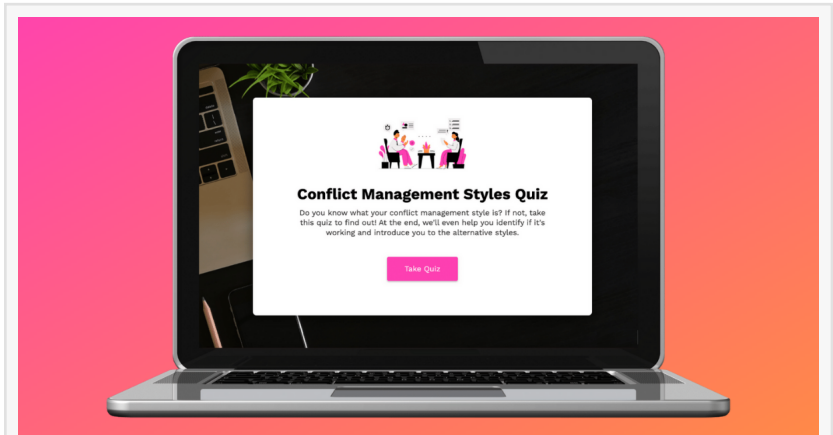 Conflict Management Styles Quiz
Do you know what your conflict management style is? If not, take
this quiz to find out! At the end, we'll even help you identify if it's
working and introduce you to the alternative styles.
Take Quiz